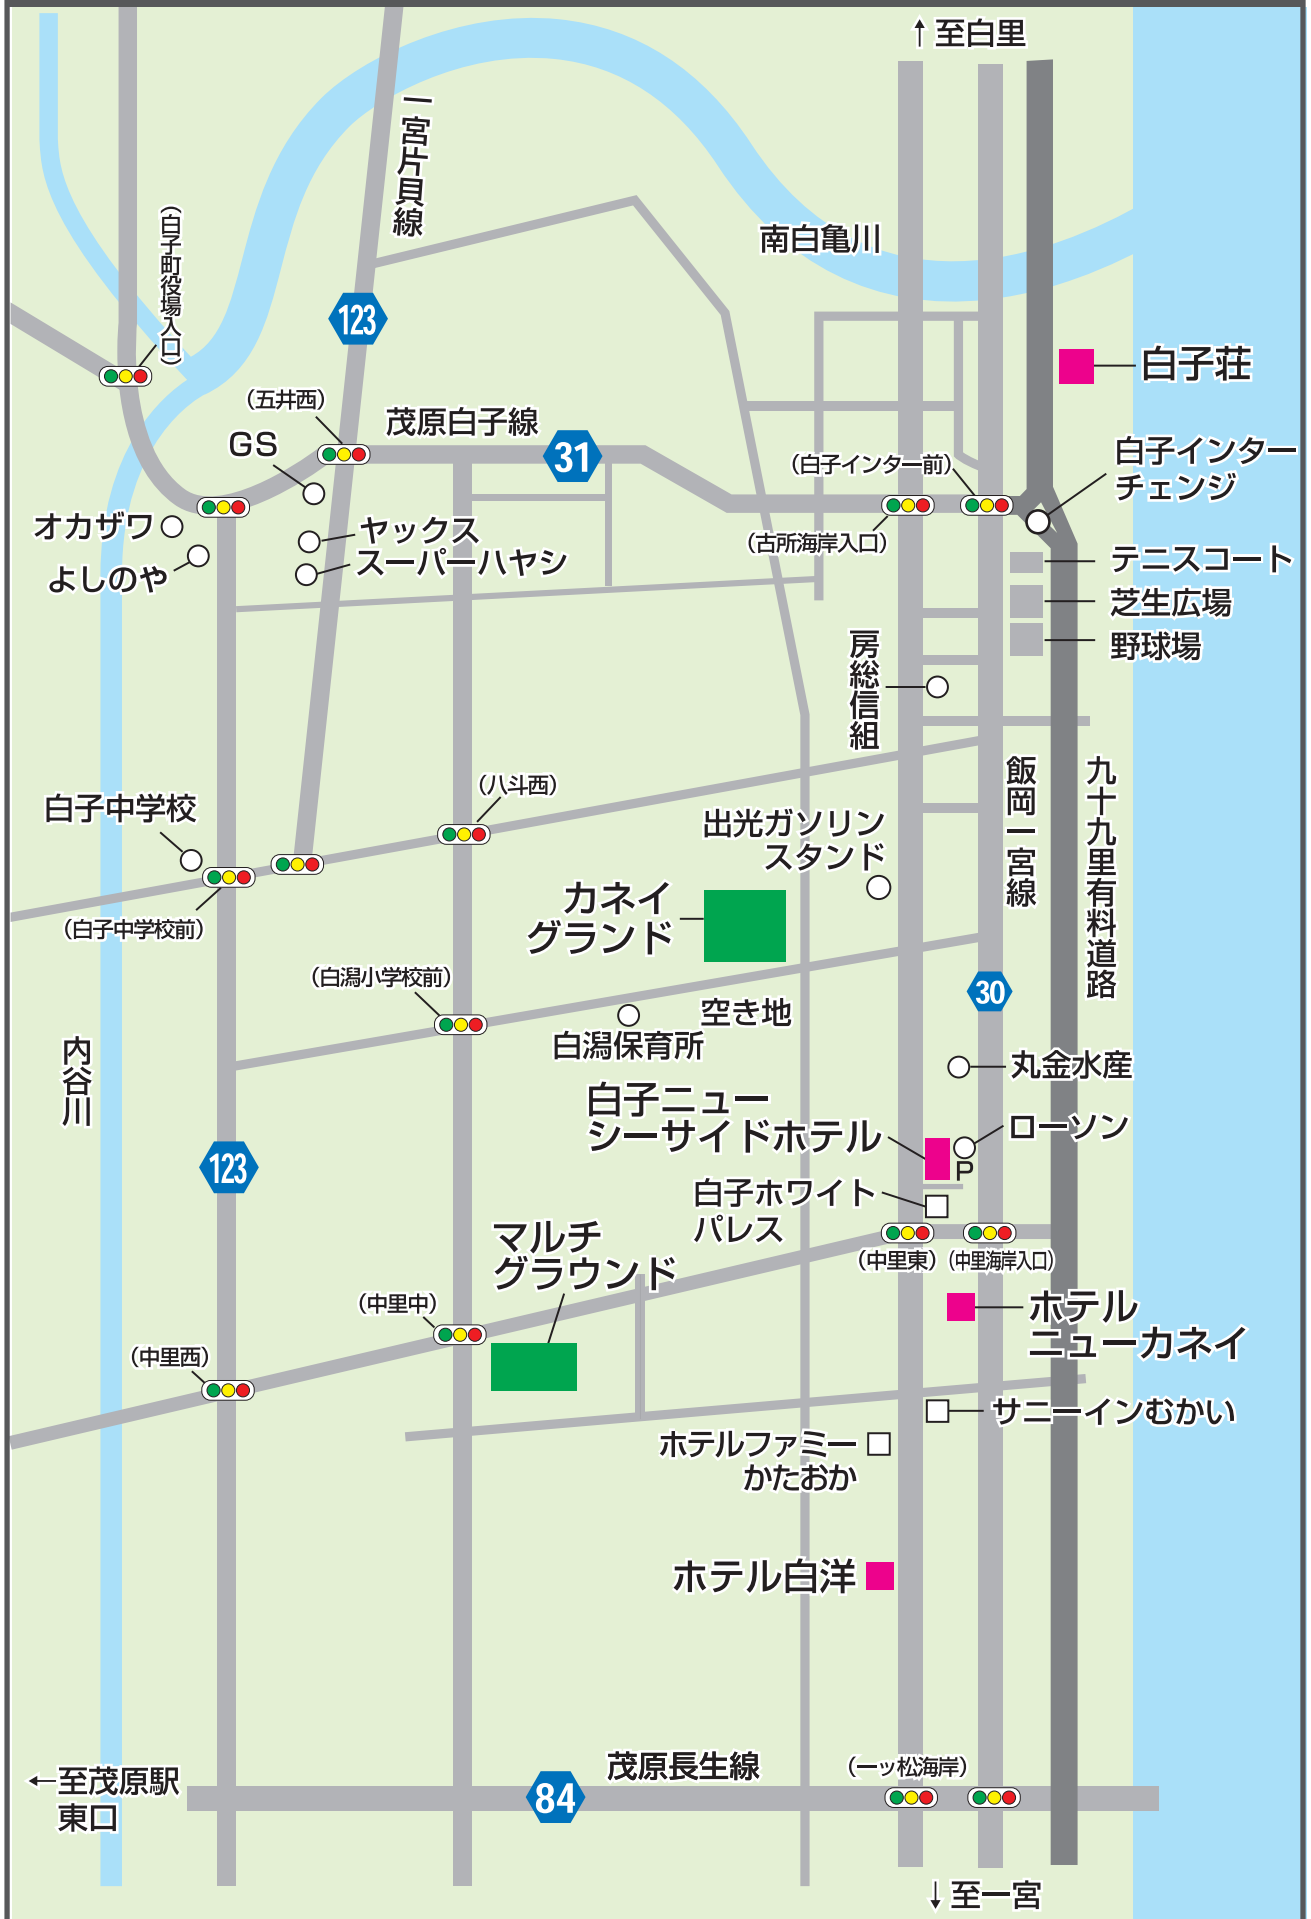 ↑至白里
一宮片貝線
(白子町役場入口)
南白亀川
123
白子荘
(五井西)
茂原白子線
GS
31
白子インター
チェンジ
(白子インター前)
オカザワ
ヤックス
(古所海岸入口)
スーパーハヤシ
テニスコート
よしのや
芝生広場
野球場
房総信組
飯岡一宮線
九十九里有料道路
(八斗西)
白子中学校
出光ガソリン
スタンド
カネイ
グランド
(白子中学校前)
(白潟小学校前)
30
空き地
白潟保育所
内谷川
丸金水産
白子ニュー
シーサイドホテル
ローソン
P
123
白子ホワイト
パレス
マルチ
グラウンド
(中里東)
(中里海岸入口)
(中里中)
ホテル
ニューカネイ
(中里西)
サニーインむかい
ホテルファミー
かたおか
ホテル白洋
茂原長生線
(一ッ松海岸)
←至茂原駅
東口
84
↓至一宮